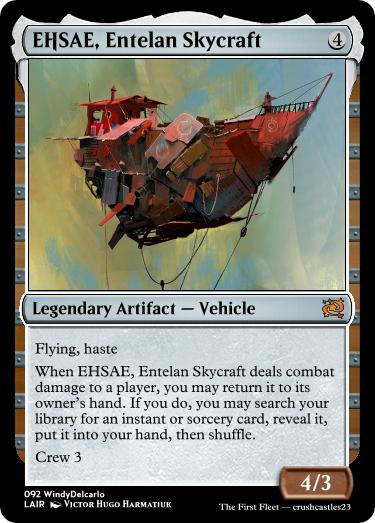 EHSAE, Entelan Skycraft 4
Legendary Artifact — Vehicle
Flying, haste
When EHSAE, Entelan Skycraft deals combat
damage to a player, you may return it to its
owner's hand. If you do, you may search your
library for an instant or sorcery card, reveal it,
put it into your hand, then shuffle.
Crew 3
4/3
092 WindyDelcarlo
LAIR Victor Hugo Harmatiuk
The First Fleet — crushcastles23